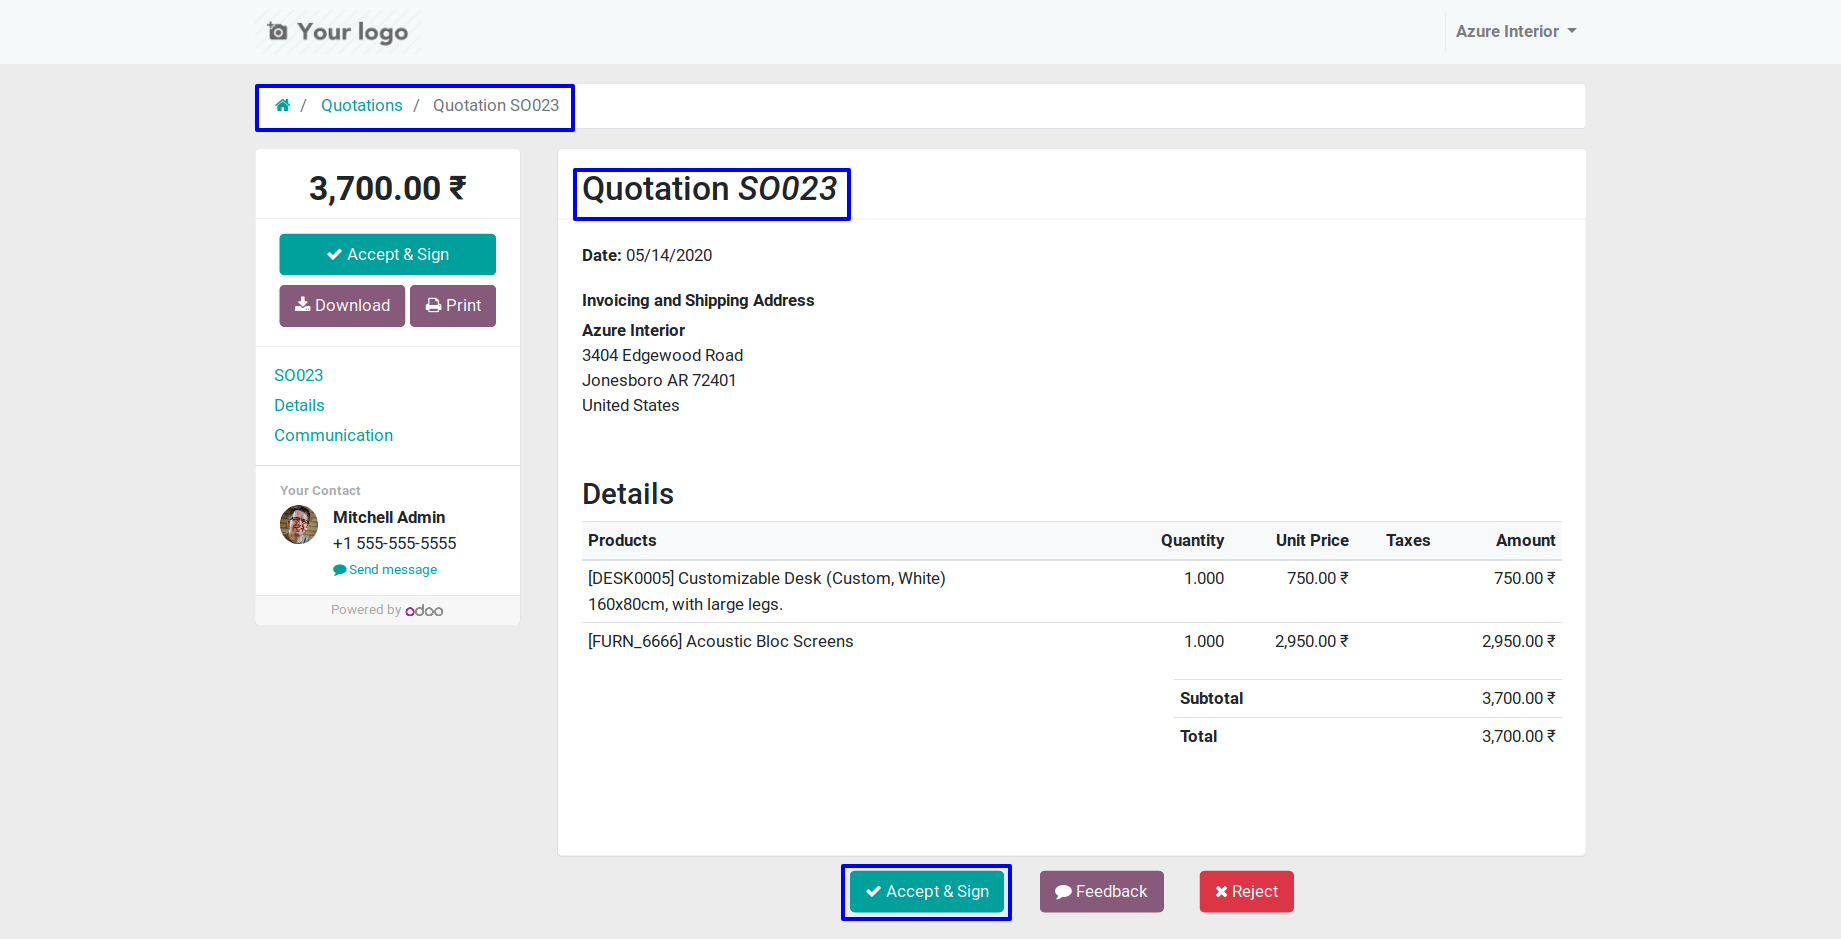 Your logo
Azure Interior
/ Quotations / Quotation SO023
3,700.00 ₹
Accept & Sign
Download Print
SO023
Details
Communication
Your Contact
Mitchell Admin
+1 555-555-5555
Send message
Powered by odoo
Quotation SO023
Date: 05/14/2020
Invoicing and Shipping Address
Azure Interior
3404 Edgewood Road
Jonesboro AR 72401
United States
Details
Products Quantity Unit Price Taxes Amount
[DESK0005] Customizable Desk (Custom, White) 1.000 750.00 ₹ 750.00 ₹
160x80cm, with large legs.
[FURN_6666] Acoustic Bloc Screens 1.000 2,950.00 ₹ 2,950.00 ₹
Subtotal 3,700.00 ₹
Total 3,700.00 ₹
Accept & Sign Feedback Reject